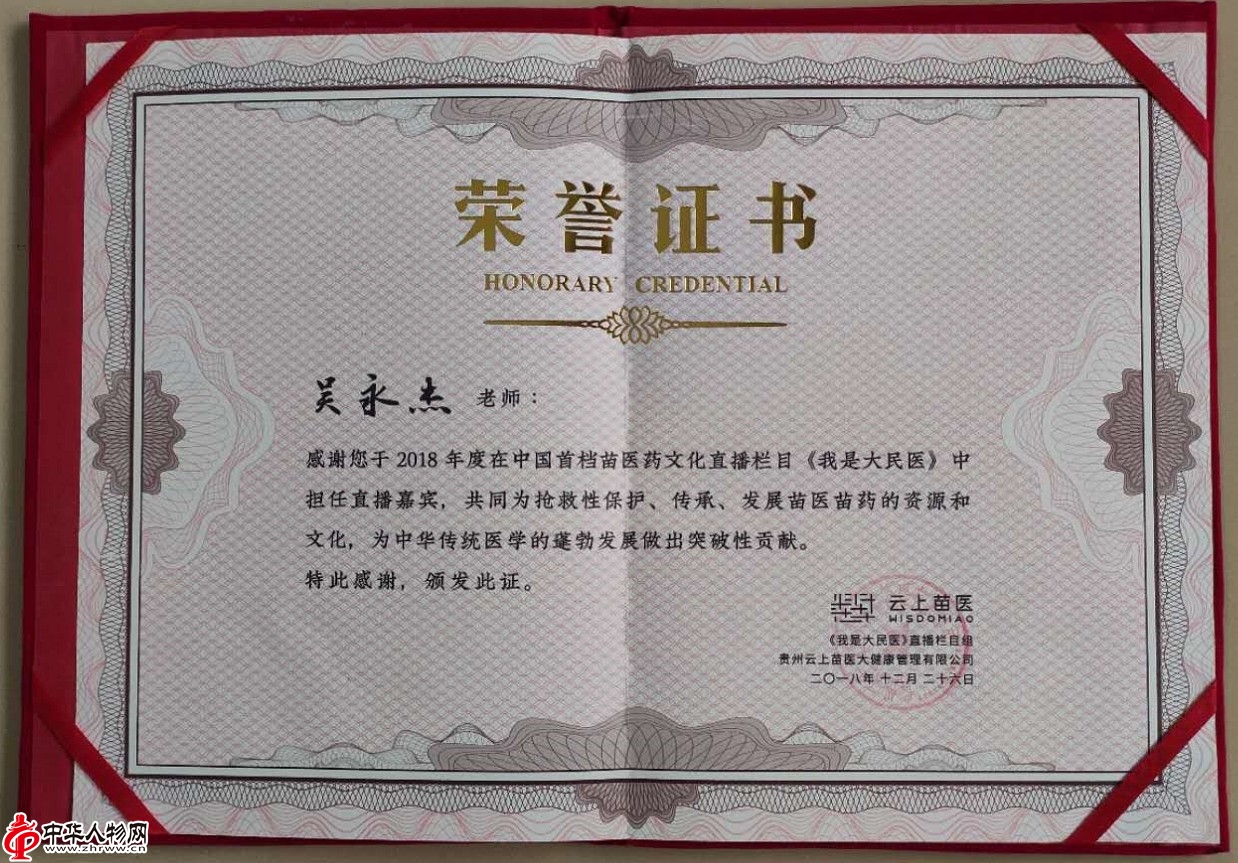 荣誉证书
HONORARY CREDENTIAL
吴永杰 老师：
感谢您于 2018 年度在中国首档苗医药文化直播栏目《我是大民医》中
担任直播嘉宾，共同为抢救性保护、传承、发展苗医苗药的资源和
文化，为中华传统医学的蓬勃发展做出突破性贡献。
特此感谢，颁发此证。
云上苗医
WISDOMIAO
《我是大民医》直播栏目组
贵州云上苗医大健康管理有限公司
二〇一八年 十二月 二十六日
中华人物网
www.zhrww.cn